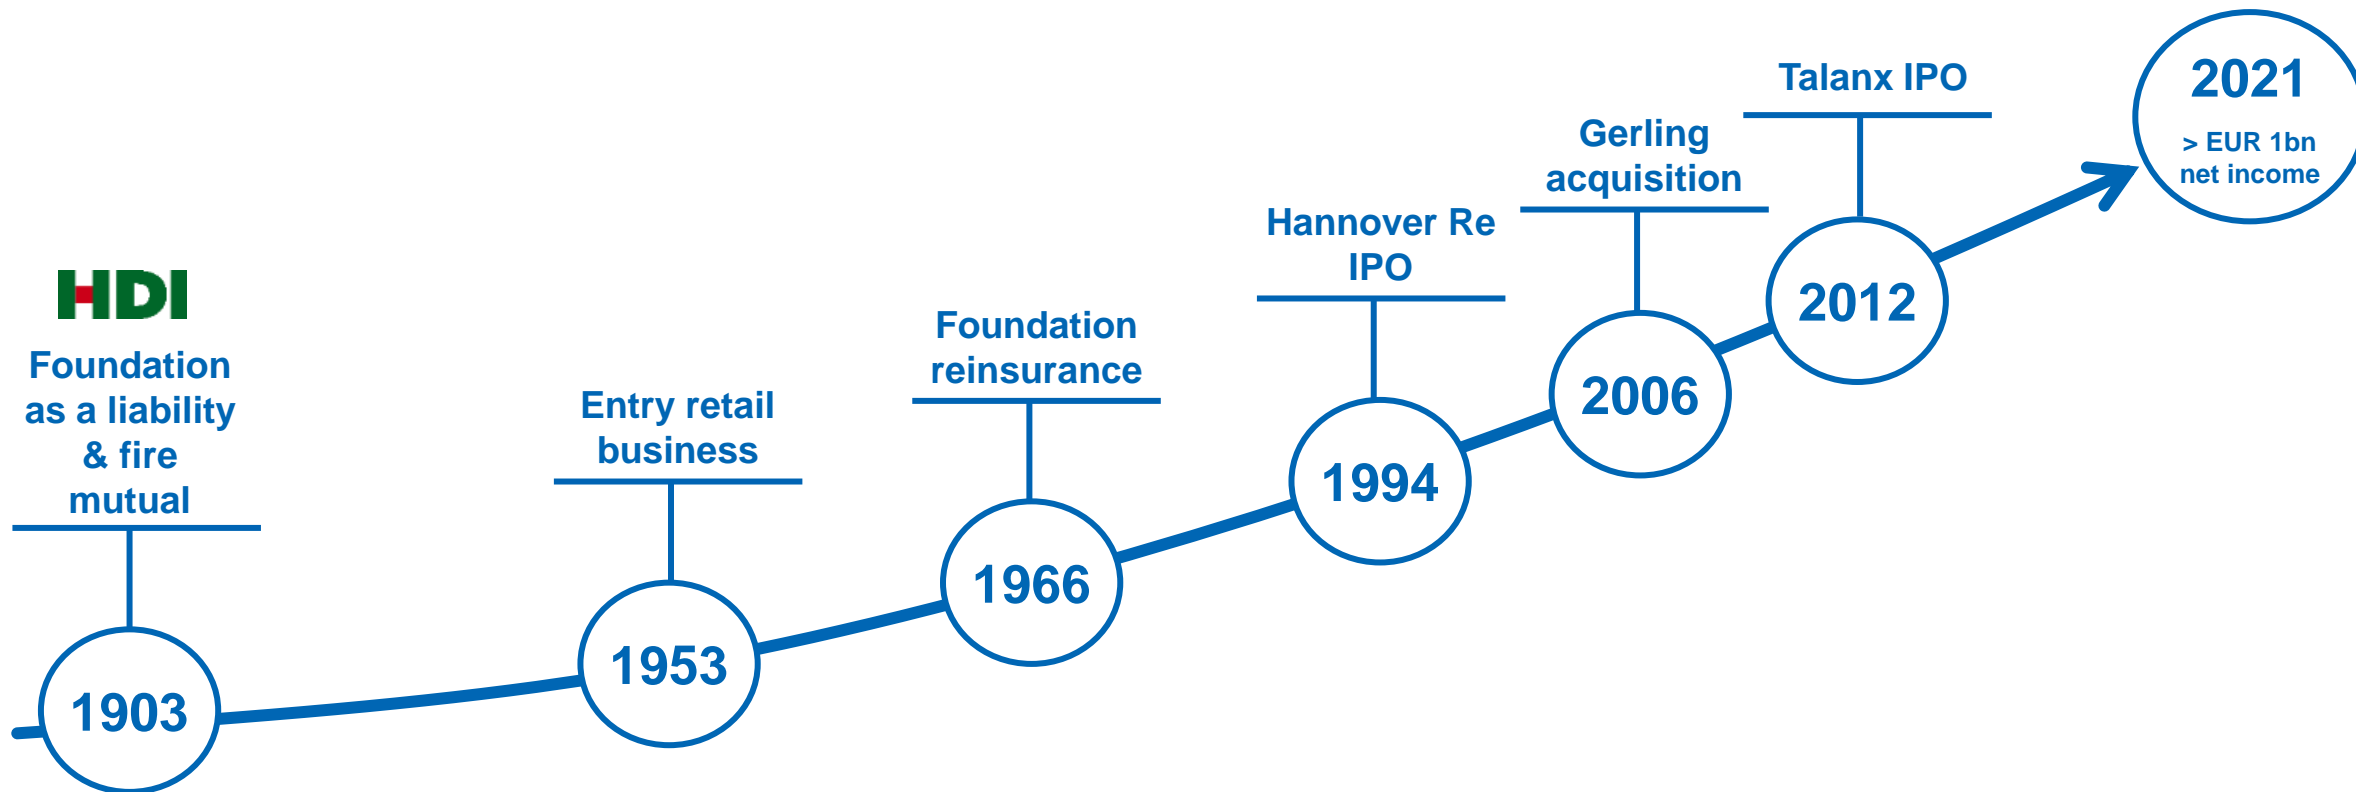 HDI
Foundation
as a liability
& fire
mutual
1903
Entry retail
business
1953
Foundation
reinsurance
1966
Hannover Re
IPO
1994
Gerling
acquisition
2006
Talanx IPO
2012
2021
> EUR 1bn
net income